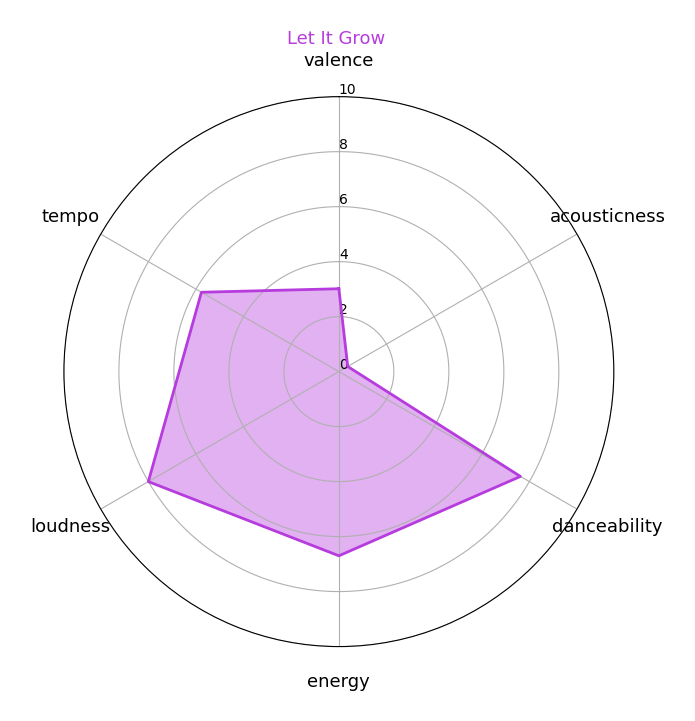 Let It Grow
valence
10
8
6
4
2
0
acousticness
tempo
loudness
danceability
energy